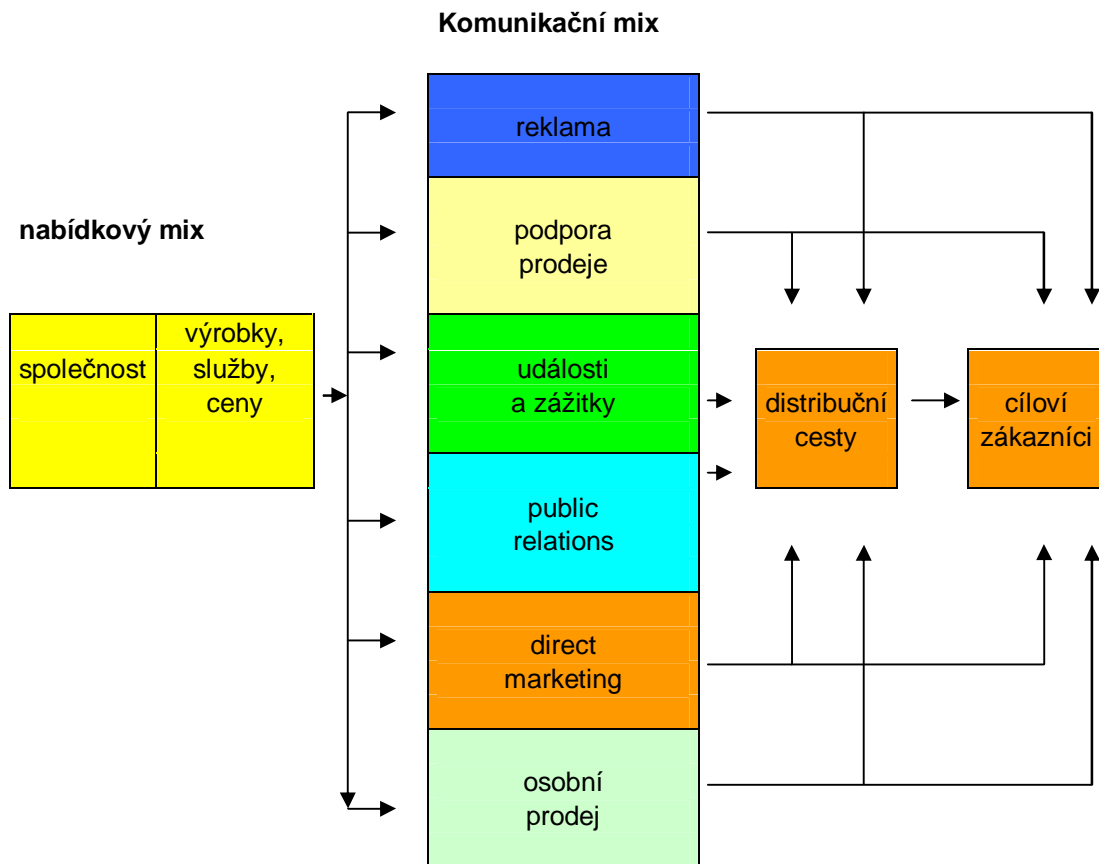 Komunikační mix
reklama
nabídkový mix
podpora
prodeje
společnost
výrobky,
služby,
ceny
události
a zážitky
distribuční
cesty
cíloví
zákazníci
public
relations
direct
marketing
osobní
prodej